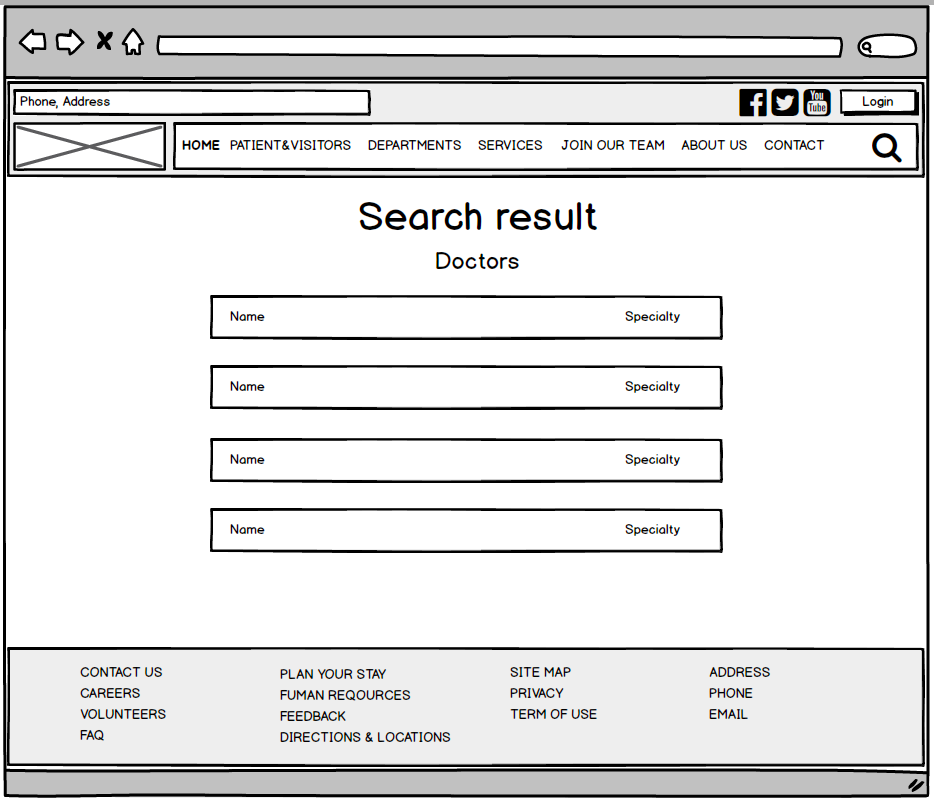 Phone, Address
You
Tube
Login
HOME PATIENT&VISITORS DEPARTMENTS SERVICES JOIN OUR TEAM ABOUT US CONTACT
Search result
Doctors
Name Specialty
Name Specialty
Name Specialty
Name Specialty
CONTACT US
CAREERS
VOLUNTEERS
FAQ
PLAN YOUR STAY
FUMAN REQOURCES
FEEDBACK
DIRECTIONS & LOCATIONS
SITE MAP
PRIVACY
TERM OF USE
ADDRESS
PHONE
EMAIL